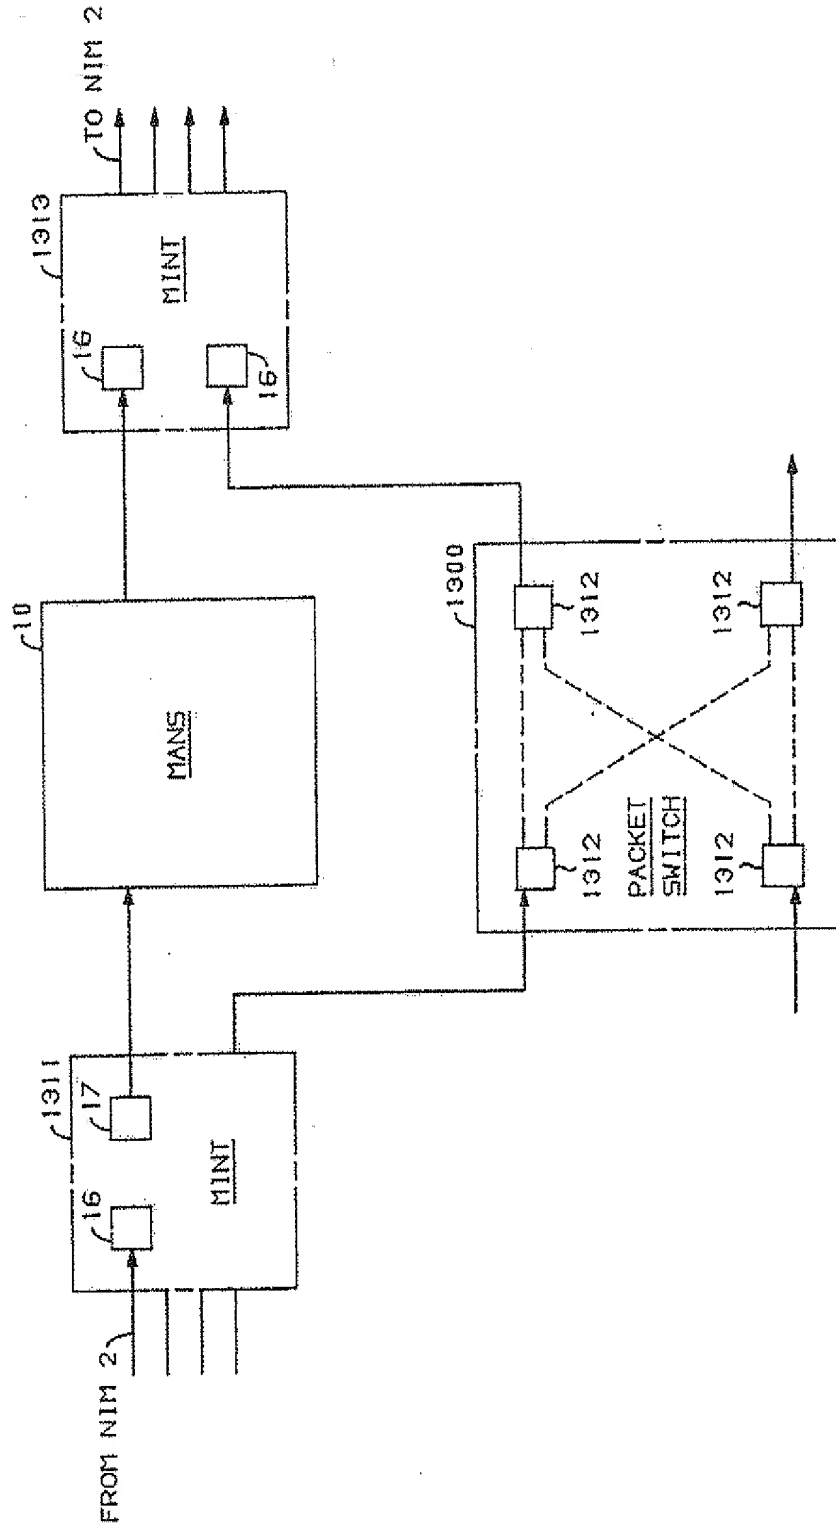 FROM NIM 2
1311
16
17
MINT
10
MANS
1313
16
16
MINT
TO NIM 2
1300
1312
1312
PACKET
SWITCH
1312
1312